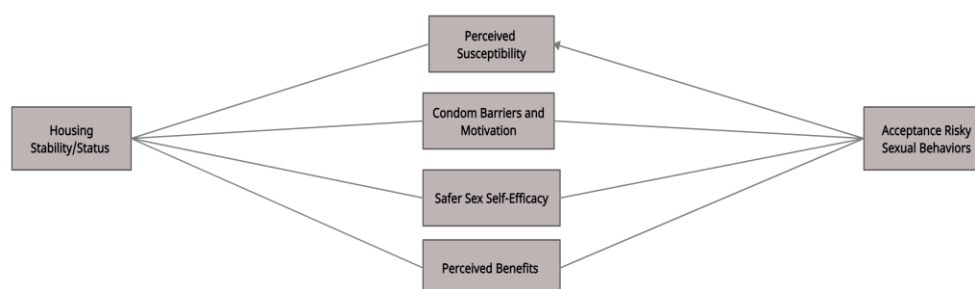 Perceived
Susceptibility
Housing
Stability/Status
Condom Barriers and
Motivation
Safer Sex Self-Efficacy
Perceived Benefits
Acceptance Risky
Sexual Behaviors